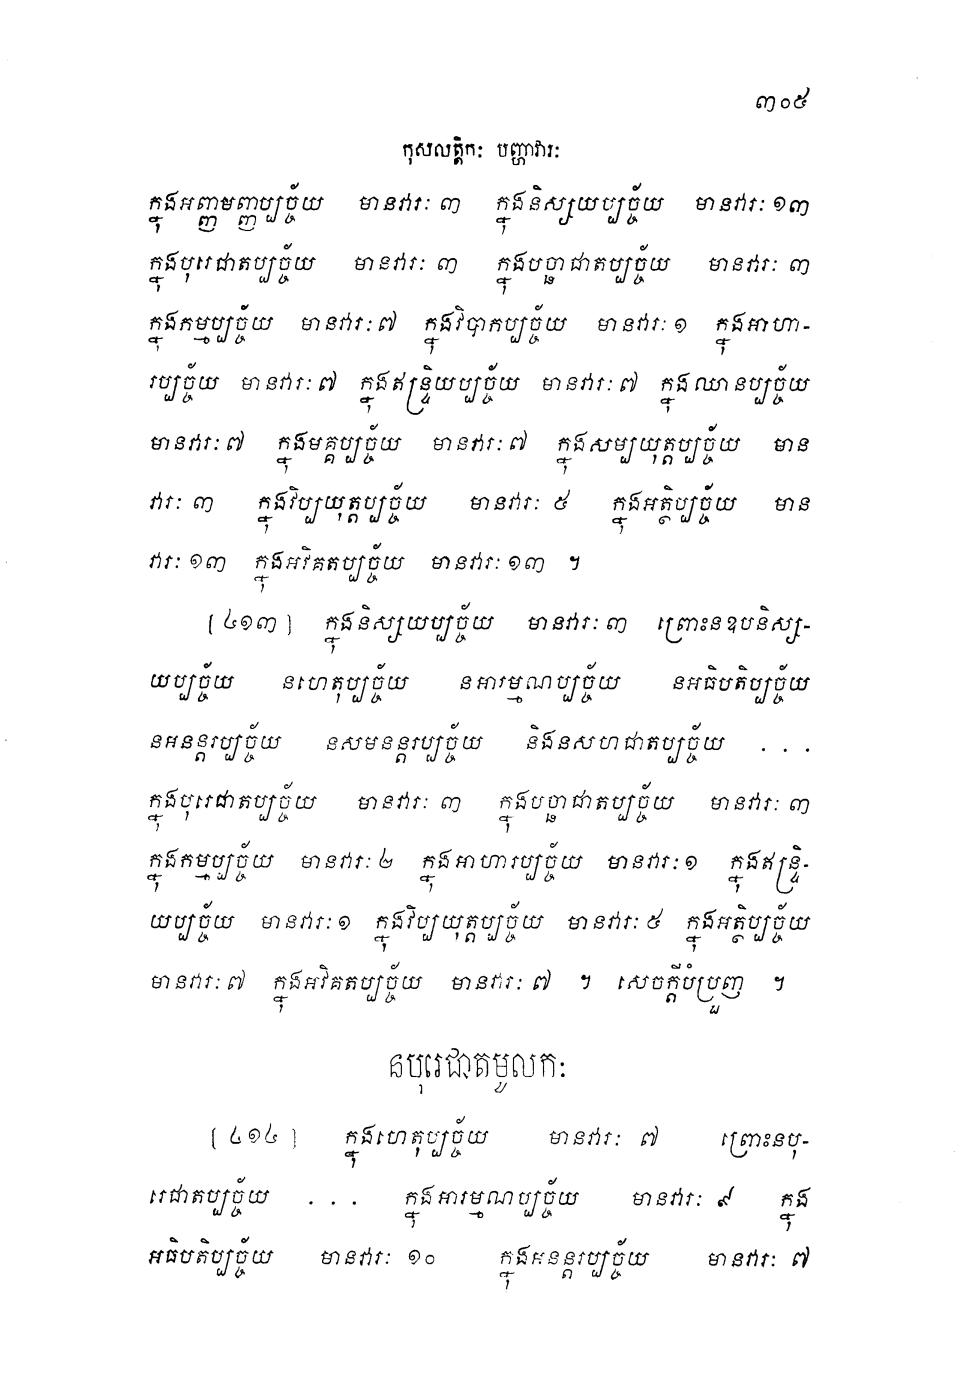 ៣០៥
កុសលត្តិកៈ បញ្ហាវារៈ
ក្នុងអញ្ញាមញ្ញប្បច្ច័យ មានវារៈ ៣ ក្នុងនិស្សយប្បច្ច័យ មានវារៈ ១៣
ក្នុងបុរេជាតប្បច្ច័យ មានវារៈ ៣ ក្នុងបច្ឆាជាតប្បច្ច័យ មានវារៈ ៣
ក្នុងកម្មប្បច្ច័យ មានវារៈ ៧ ក្នុងវិបាកប្បច្ច័យ មានវារៈ ១ ក្នុងអាហា-
រប្បច្ច័យ មានវារៈ ៧ ក្នុងឥន្ទ្រិយប្បច្ច័យ មានវារៈ ៧ ក្នុងឈានប្បច្ច័យ
មានវារៈ ៧ ក្នុងមគ្គប្បច្ច័យ មានវារៈ ៧ ក្នុងសម្បយុត្តប្បច្ច័យ មាន
វារៈ ៣ ក្នុងវិប្បយុត្តប្បច្ច័យ មានវារៈ ៥ ក្នុងអត្ថិប្បច្ច័យ មាន
វារៈ ១៣ ក្នុងអវិគតប្បច្ច័យ មានវារៈ ១៣ ។
[៤១៣] ក្នុងនិស្សយប្បច្ច័យ មានវារៈ ៣ ព្រោះនឧបនិស្ស-
យប្បច្ច័យ នហេតុប្បច្ច័យ នអារម្មណប្បច្ច័យ នអធិបតិប្បច្ច័យ
នអនន្តរប្បច្ច័យ នសមនន្តរប្បច្ច័យ និងនសហជាតប្បច្ច័យ . . .
ក្នុងបុរេជាតប្បច្ច័យ មានវារៈ ៣ ក្នុងបច្ឆាជាតប្បច្ច័យ មានវារៈ ៣
ក្នុងកម្មប្បច្ច័យ មានវារៈ ២ ក្នុងអាហារប្បច្ច័យ មានវារៈ ១ ក្នុងឥន្ទ្រិ-
យប្បច្ច័យ មានវារៈ ១ ក្នុងវិប្បយុត្តប្បច្ច័យ មានវារៈ ៥ ក្នុងអត្ថិប្បច្ច័យ
មានវារៈ ៧ ក្នុងអវិគតប្បច្ច័យ មានវារៈ ៧ ។ សេចក្តីបំប្រួញ ។
នបុរេជាតមូលកៈ
[៤១៤] ក្នុងហេតុប្បច្ច័យ មានវារៈ ៧ ព្រោះនបុ-
រេជាតប្បច្ច័យ . . . ក្នុងអារម្មណប្បច្ច័យ មានវារៈ ៩ ក្នុង
អធិបតិប្បច្ច័យ មានវារៈ ១០ ក្នុងអនន្តរប្បច្ច័យ មានវារៈ ៧